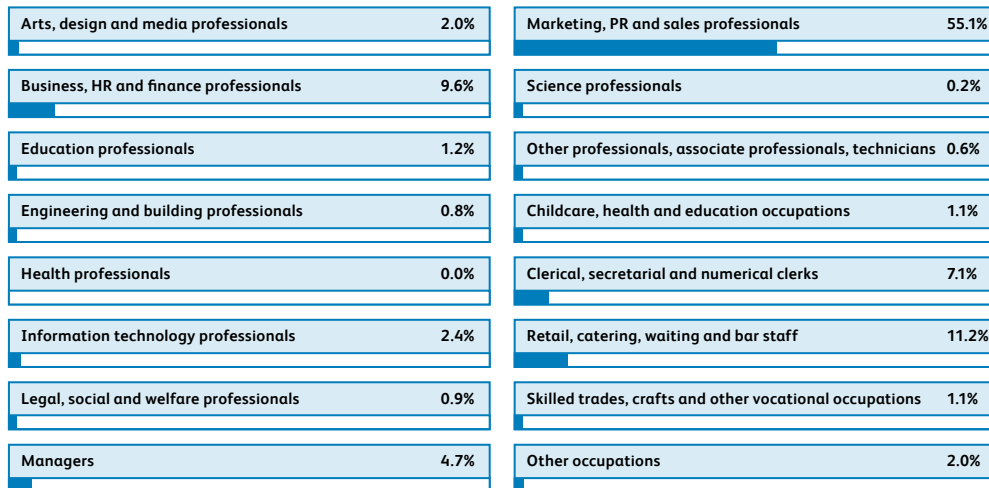 Arts, design and media professionals 2.0%
Business, HR and finance professionals 9.6%
Education professionals 1.2%
Engineering and building professionals 0.8%
Health professionals 0.0%
Information technology professionals 2.4%
Legal, social and welfare professionals 0.9%
Managers 4.7%
Marketing, PR and sales professionals 55.1%
Science professionals 0.2%
Other professionals, associate professionals, technicians 0.6%
Childcare, health and education occupations 1.1%
Clerical, secretarial and numerical clerks 7.1%
Retail, catering, waiting and bar staff 11.2%
Skilled trades, crafts and other vocational occupations 1.1%
Other occupations 2.0%